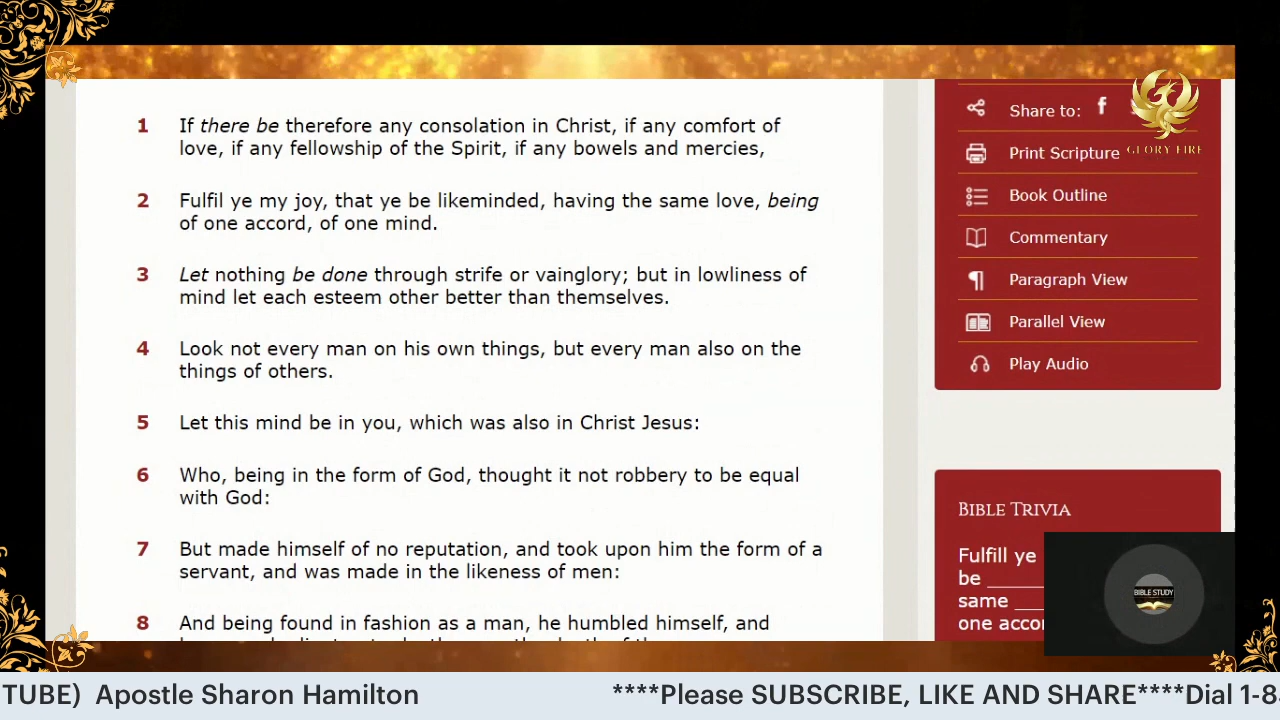 1 If there be therefore any consolation in Christ, if any comfort of
love, if any fellowship of the Spirit, if any bowels and mercies,
2 Fulfil ye my joy, that ye be likeminded, having the same love, being
of one accord, of one mind.
3 Let nothing be done through strife or vainglory; but in lowliness of
mind let each esteem other better than themselves.
4 Look not every man on his own things, but every man also on the
things of others.
5 Let this mind be in you, which was also in Christ Jesus:
6 Who, being in the form of God, thought it not robbery to be equal
with God:
7 But made himself of no reputation, and took upon him the form of a
servant, and was made in the likeness of men:
8 And being found in fashion as a man, he humbled himself, and
Share to: f
Print Scripture
GLORY FIRE
Book Outline
Commentary
Paragraph View
Parallel View
Play Audio
BIBLE TRIVIA
Fulfill ye
be ______
same ___
one accor
BIBLE STUDY
TUBE) Apostle Sharon Hamilton ****Please SUBSCRIBE, LIKE AND SHARE****Dial 1-8